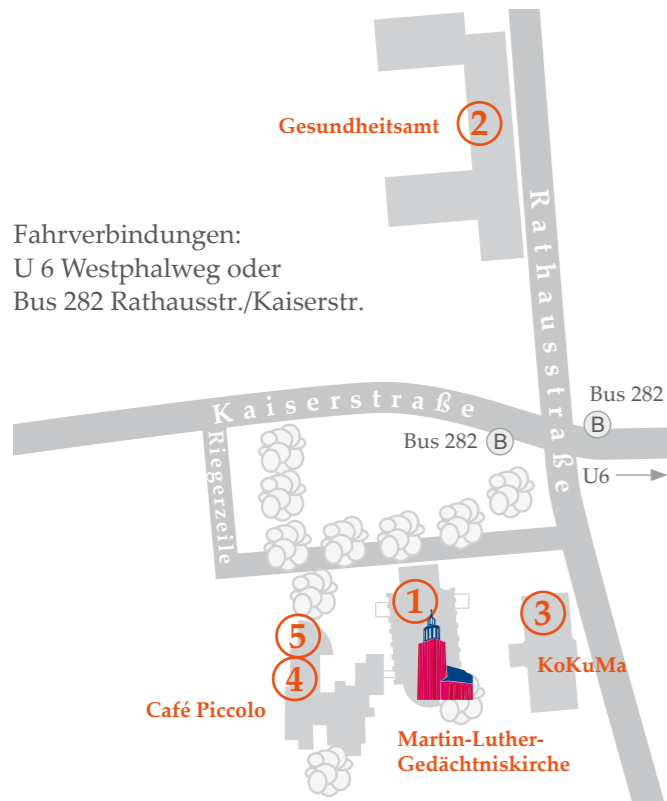 Gesundheitsamt
2
Rathausstraße
Fahrverbindungen:
U 6 Westphalweg oder
Bus 282 Rathausstr./Kaiserstr.
Kaiserstraße
Bus 282
B
Bus 282 B
U6
Riegerzeile
1
3
5
4
KoKuMa
Café Piccolo
Martin-Luther-
Gedächtniskirche